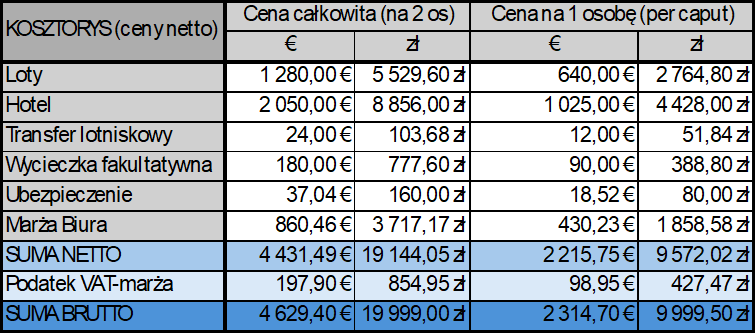 KOSZTORYS (ceny netto) Cena całkowita (na 2 os) Cena na 1 osobę (per caput)
€ zł € zł
Loty 1 280,00 € 5 529,60 zł 640,00 € 2 764,80 zł
Hotel 2 050,00 € 8 856,00 zł 1 025,00 € 4 428,00 zł
Transfer lotniskowy 24,00 € 103,68 zł 12,00 € 51,84 zł
Wycieczka fakultatywna 180,00 € 777,60 zł 90,00 € 388,80 zł
Ubezpieczenie 37,04 € 160,00 zł 18,52 € 80,00 zł
Marża Biura 860,46 € 3 717,17 zł 430,23 € 1 858,58 zł
SUMA NETTO 4 431,49 € 19 144,05 zł 2 215,75 € 9 572,02 zł
Podatek VAT-marża 197,90 € 854,95 zł 98,95 € 427,47 zł
SUMA BRUTTO 4 629,40 € 19 999,00 zł 2 314,70 € 9 999,50 zł